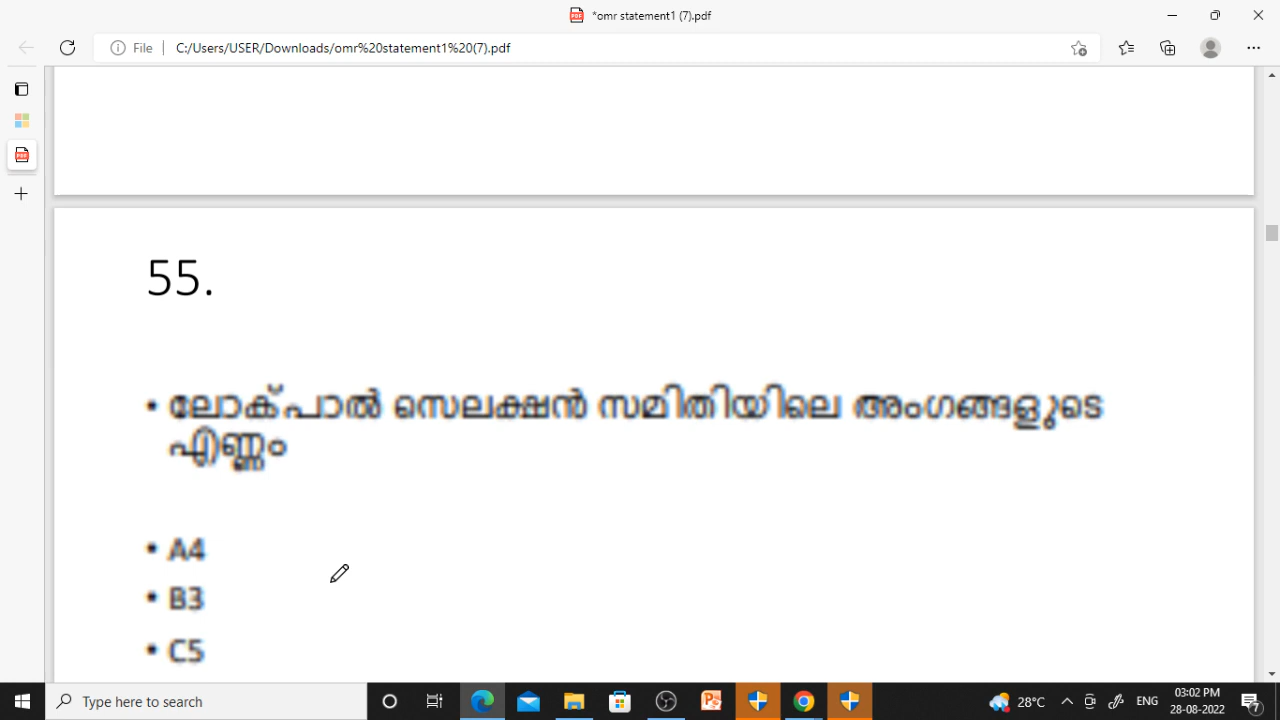 *omr statement1 (7).pdf
File C:/Users/USER/Downloads/omr%20statement1%20(7).pdf
55.
• ലോക്പാൽ സെലക്ഷൻ സമിതിയിലെ അംഗങ്ങളുടെ
എണ്ണം
• A4
• B3
• C5
Type here to search
28°C
ENG
03:02 PM
28-08-2022
7